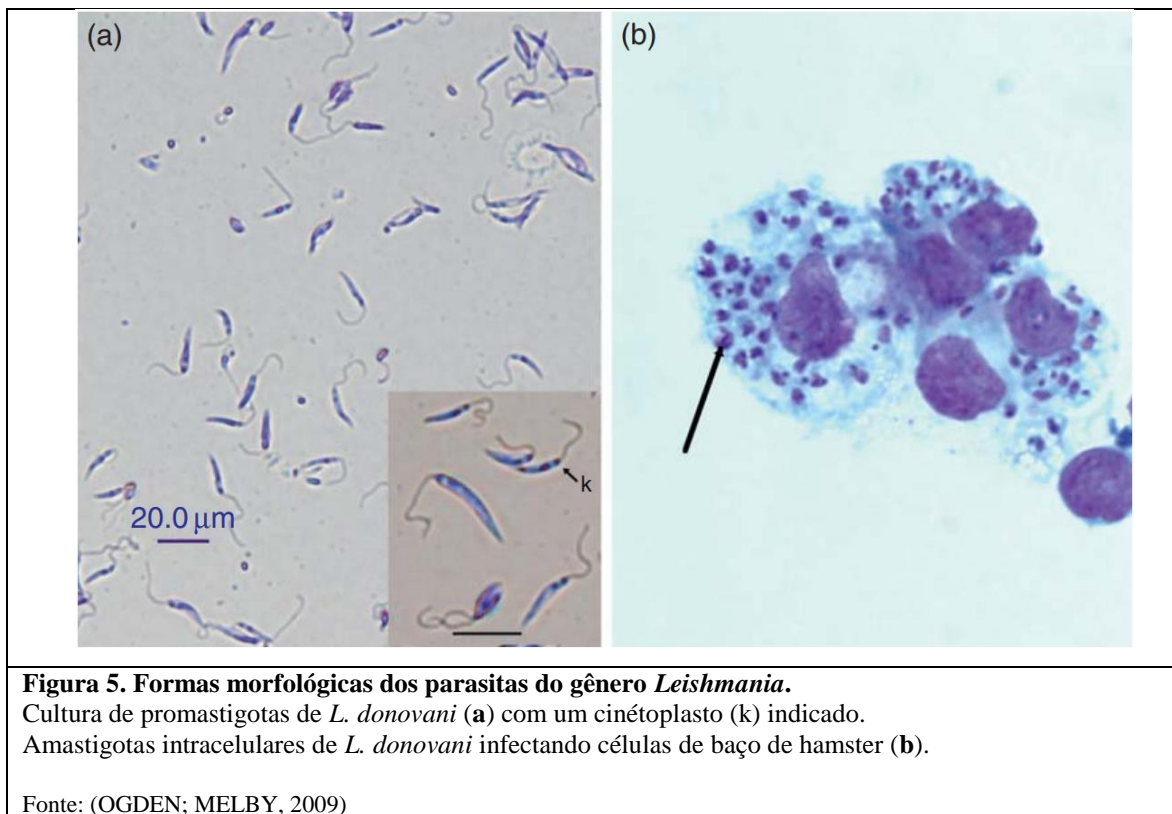 (a)
(b)
k
20.0 µm
Figura 5. Formas morfológicas dos parasitas do gênero Leishmania.
Cultura de promastigotas de L. donovani (a) com um cinétoplasto (k) indicado.
Amastigotas intracelulares de L. donovani infectando células de baço de hamster (b).
Fonte: (OGDEN; MELBY, 2009)